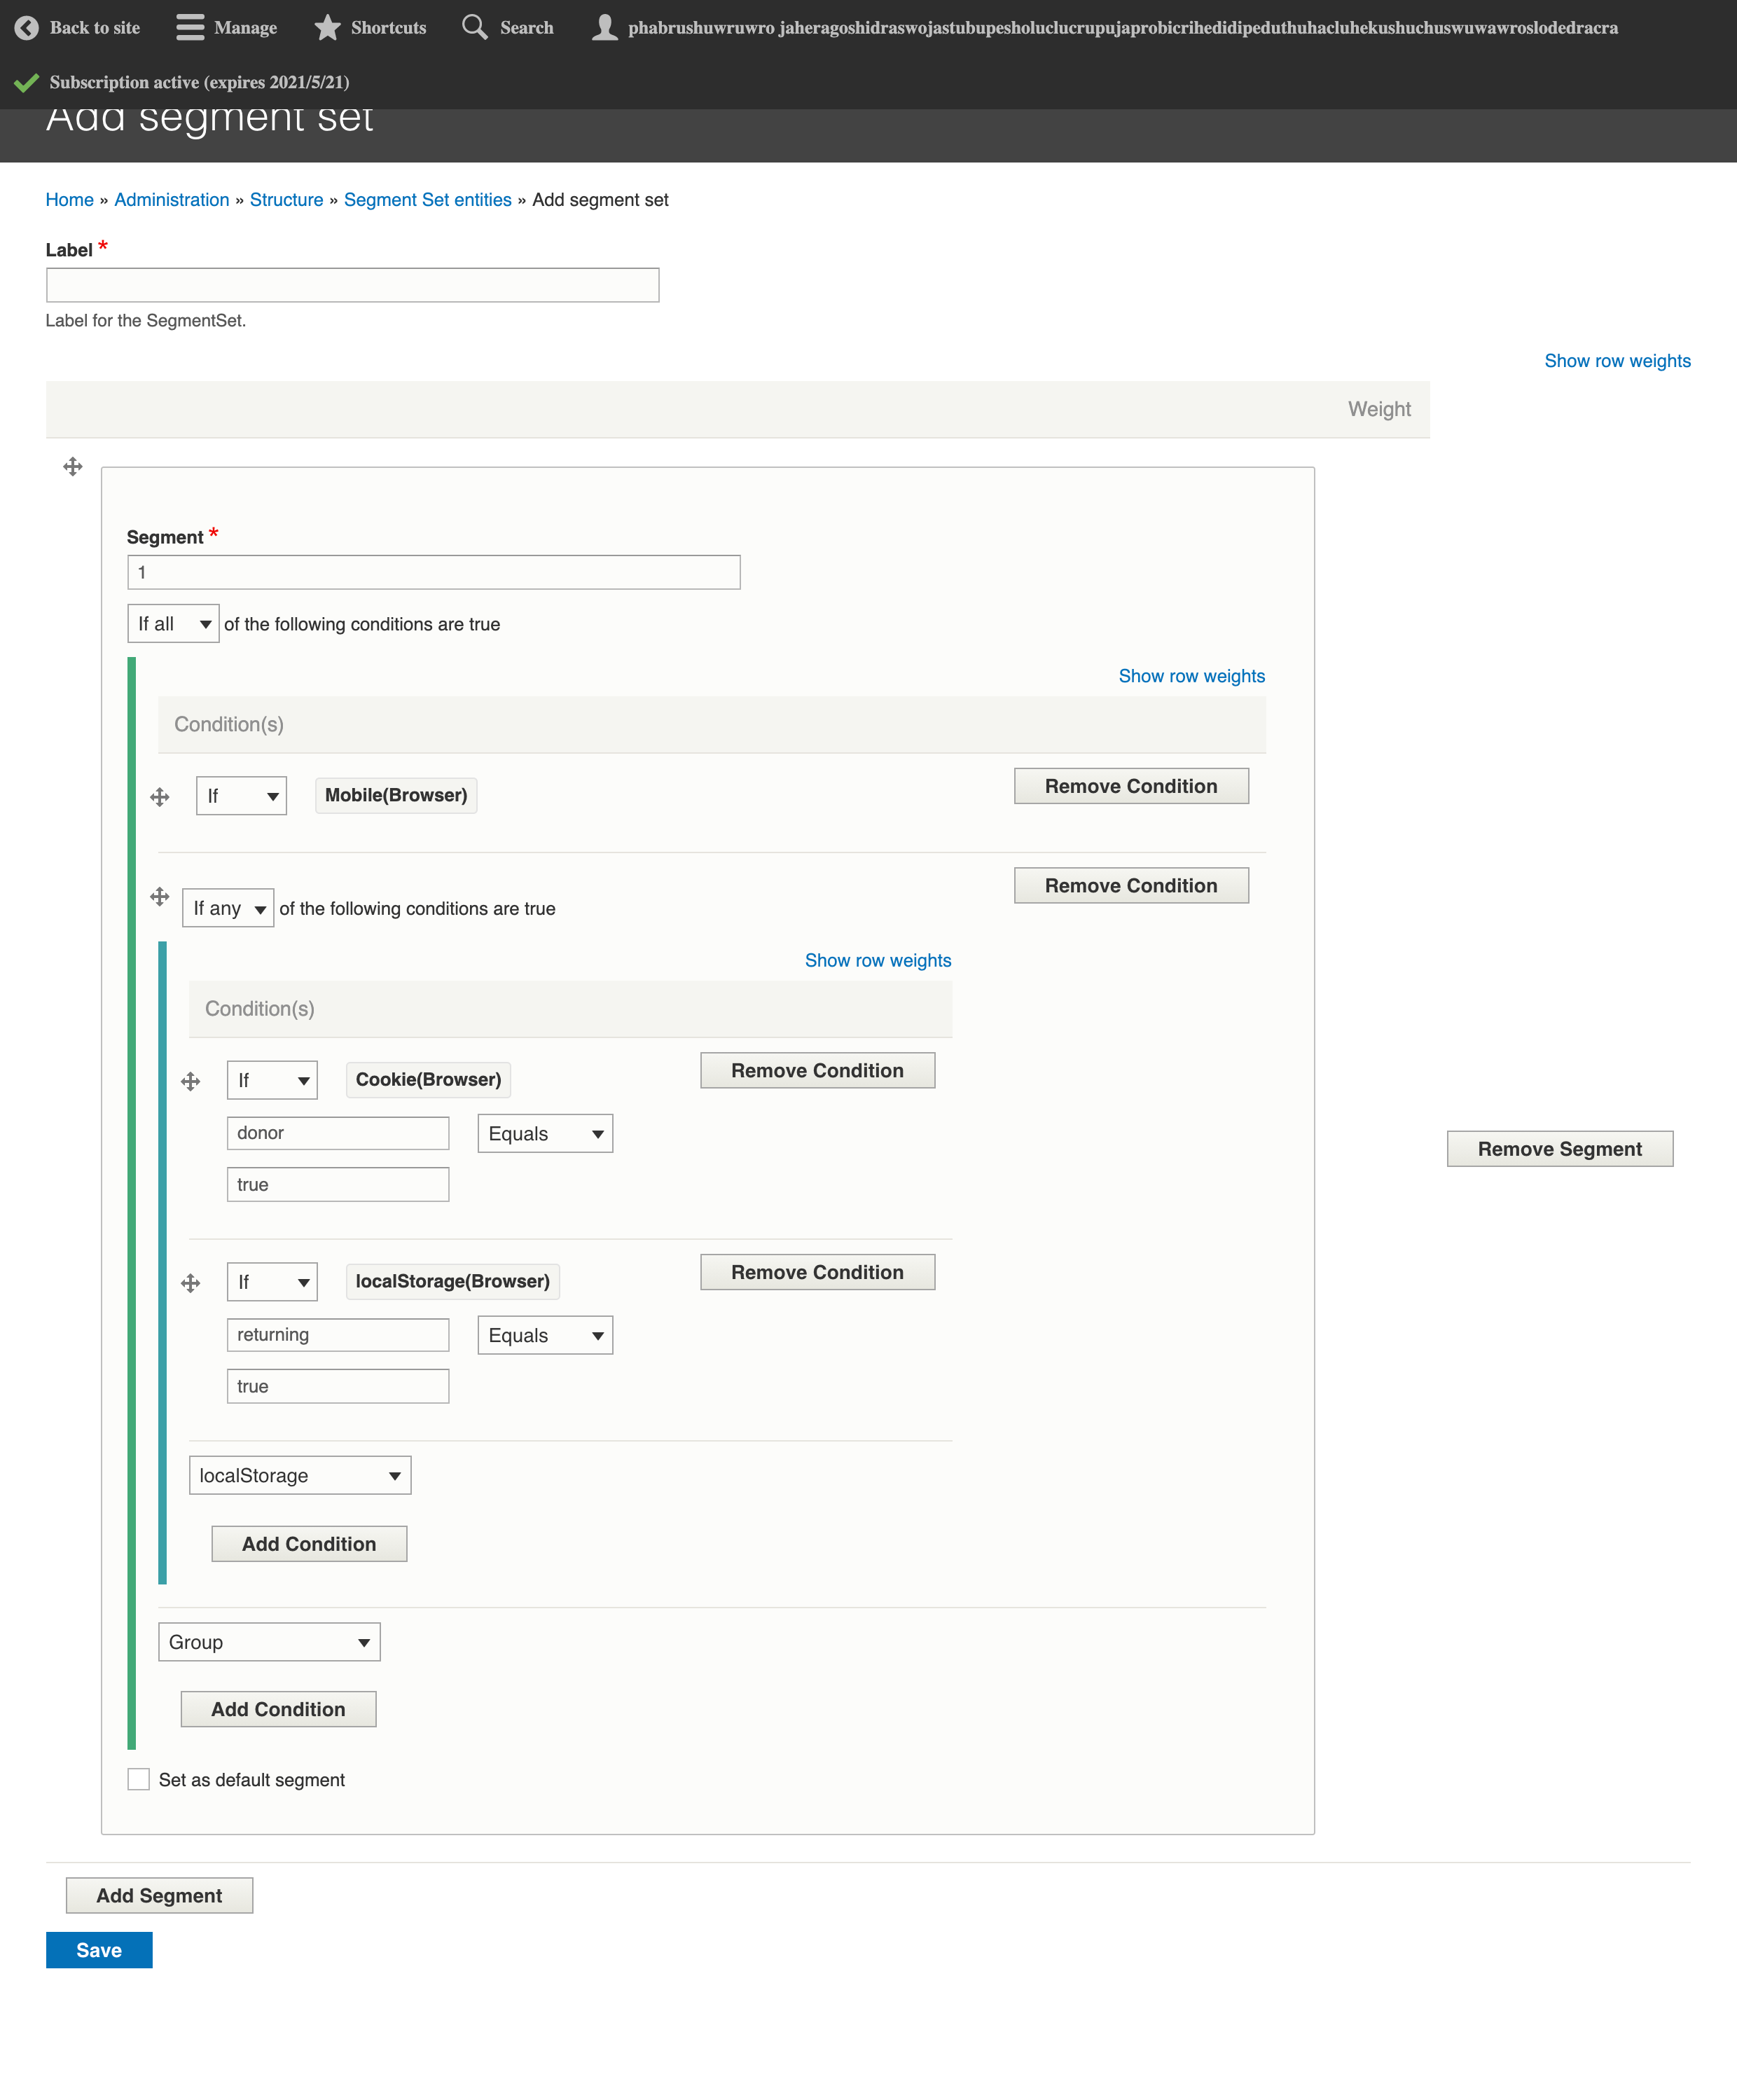 Back to site Manage Shortcuts Search phabrushuwruwro jaheragoshidraswojastubupesholuclucrupujaprobicrihedidipeduthuhacluhekushuchuswuwawroslodedracra
Subscription active (expires 2021/5/21)
Add segment set
Home » Administration » Structure » Segment Set entities » Add segment set
Label *
Label for the SegmentSet.
Show row weights
Weight
Segment *
1
If all of the following conditions are true
Show row weights
Condition(s)
If Mobile(Browser) Remove Condition
Remove Condition
If any of the following conditions are true
Show row weights
Condition(s)
If Cookie(Browser) Remove Condition
donor Equals
Remove Segment
true
If localStorage(Browser) Remove Condition
returning Equals
true
localStorage
Add Condition
Group
Add Condition
Set as default segment
Add Segment
Save